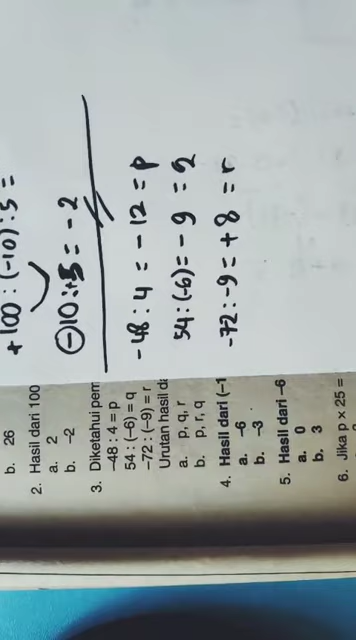 +100 : (-10) : 5 =
-10 : +5 = -2
-48 : 4 = -12 = p
54 : (-6) = -9 = q
-72 : -9 = +8 = r
b. 26
2. Hasil dari 100
a. 2
b. -2
3. Diketahui
-48 : 4 = p
54 : (-6) = q
-72 : (-9) = r
Urutan hasil
a. p, q, r
b. p, r, q
4. Hasil dari (-1
a. -6
b. -3
5. Hasil dari -6
a. 0
b. 3
6. Jika p x 25 =